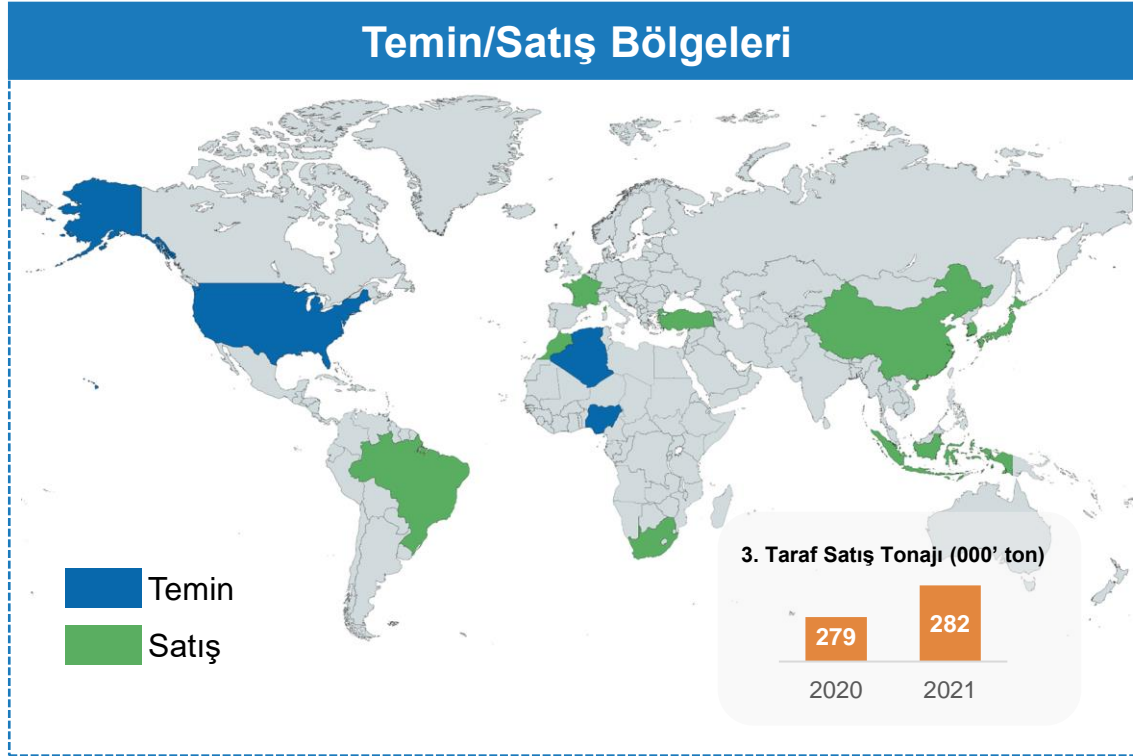 Temin/Satış Bölgeleri
Temin
Satış
3. Taraf Satış Tonajı (000’ ton)
279
282
2020
2021